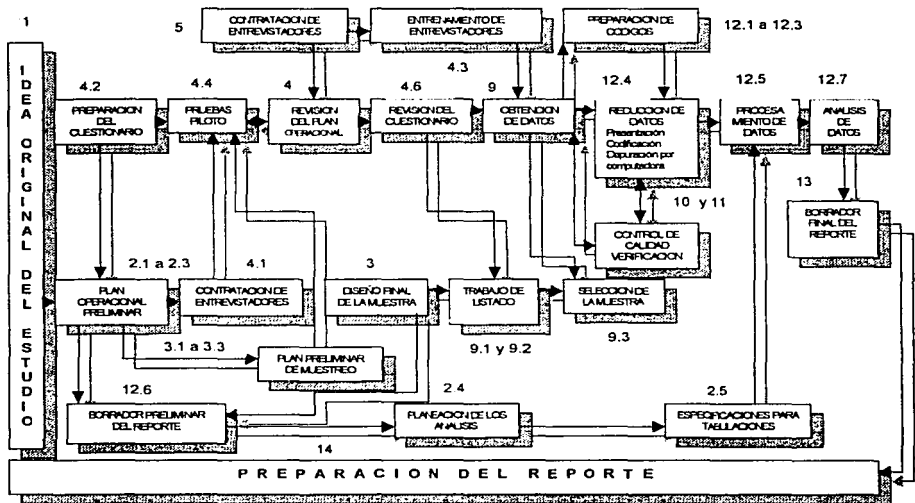 1
IDEA ORIGINAL DEL ESTUDIO
5
CONTRATACION DE
ENTREVISTADORES
ENTRENAMIENTO DE
ENTREVISTADORES
PREPARACION DE
CODIGOS
12.1 a 12.3
4.3
4.2
PREPARACION
DEL
CUESTIONARIO
4.4
PRUEBAS
PILOTO
4
REVISION
DEL PLAN
OPERACIONAL
4.6
REVISION DEL
CUESTIONARIO
9
OBTENCION
DE DATOS
12.4
REDUCCION DE
DATOS
Presentación
Codificación
Depuración por
computadora
12.5
PROCESA
MIENTO DE
DATOS
12.7
ANALISIS
DE
DATOS
10 y 11
CONTROL DE
CALIDAD
VERIFICACION
13
BORRADOR
FINAL DEL
REPORTE
2.1 a 2.3
PLAN
OPERACIONAL
PRELIMINAR
4.1
CONTRATACION DE
ENTREVISTADORES
3
DISEÑO FINAL
DE LA MUESTRA
TRABAJO DE
LISTADO
9.1 y 9.2
SELECCION DE
LA MUESTRA
9.3
3.1 a 3.3
PLAN PRELIMINAR
DE MUESTREO
12.6
BORRADOR PRELIMINAR
DEL REPORTE
2.4
PLANEACION DE LOS
ANALISIS
2.5
ESPECIFICACIONES PARA
TABULACIONES
14
PREPARACION DEL REPORTE